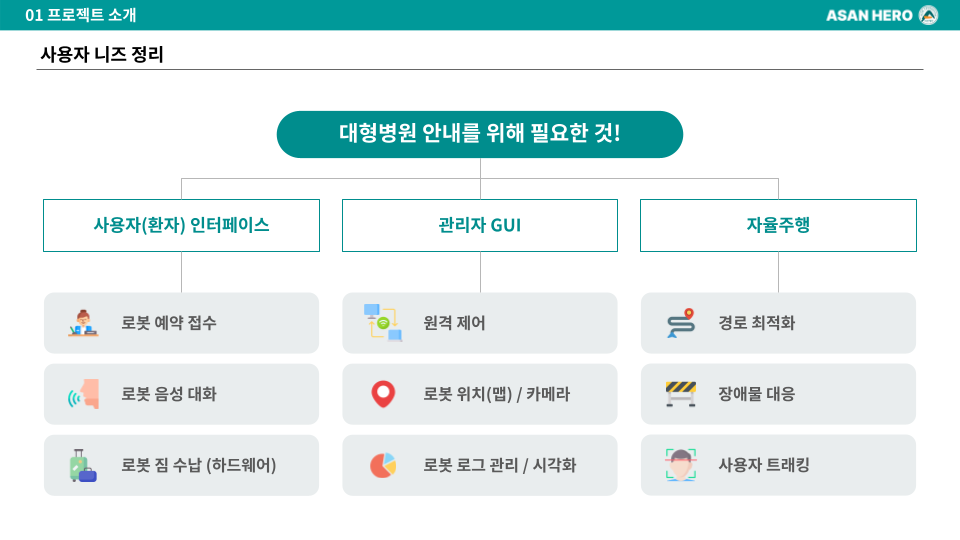 01 프로젝트 소개
ASAN HERO
사용자 니즈 정리
대형병원 안내를 위해 필요한 것!
사용자(환자) 인터페이스
관리자 GUI
자율주행
로봇 예약 접수
원격 제어
경로 최적화
로봇 음성 대화
로봇 위치(맵) / 카메라
장애물 대응
로봇 짐 수납 (하드웨어)
로봇 로그 관리 / 시각화
사용자 트래킹